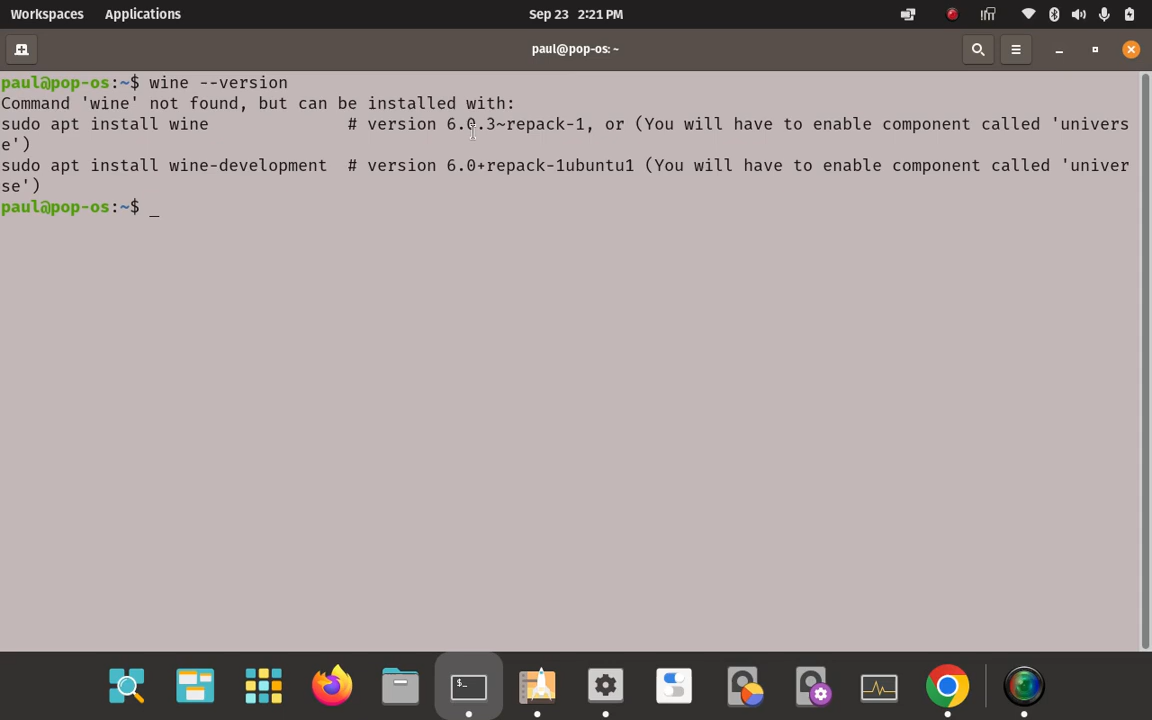 Workspaces Applications Sep 23 2:21 PM
paul@pop-os: ~
paul@pop-os:~$ wine --version
Command 'wine' not found, but can be installed with:
sudo apt install wine # version 6.0.3~repack-1, or (You will have to enable component called 'univers
e')
sudo apt install wine-development # version 6.0+repack-1ubuntu1 (You will have to enable component called 'univer
se')
paul@pop-os:~$ _